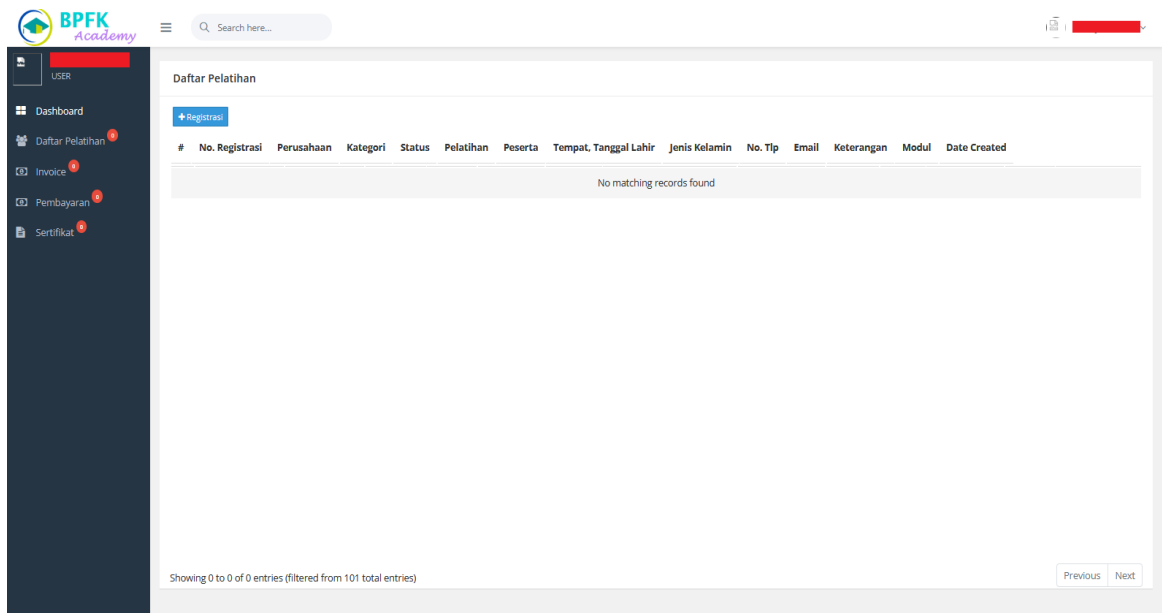 BPFK
Academy
Search here...
USER
Dashboard
Daftar Pelatihan 0
Invoice 0
Pembayaran 0
Sertifikat 0
Daftar Pelatihan
+Registrasi
# No. Registrasi Perusahaan Kategori Status Pelatihan Peserta Tempat, Tanggal Lahir Jenis Kelamin No. Tlp Email Keterangan Modul Date Created
No matching records found
Showing 0 to 0 of 0 entries (filtered from 101 total entries)
Previous Next